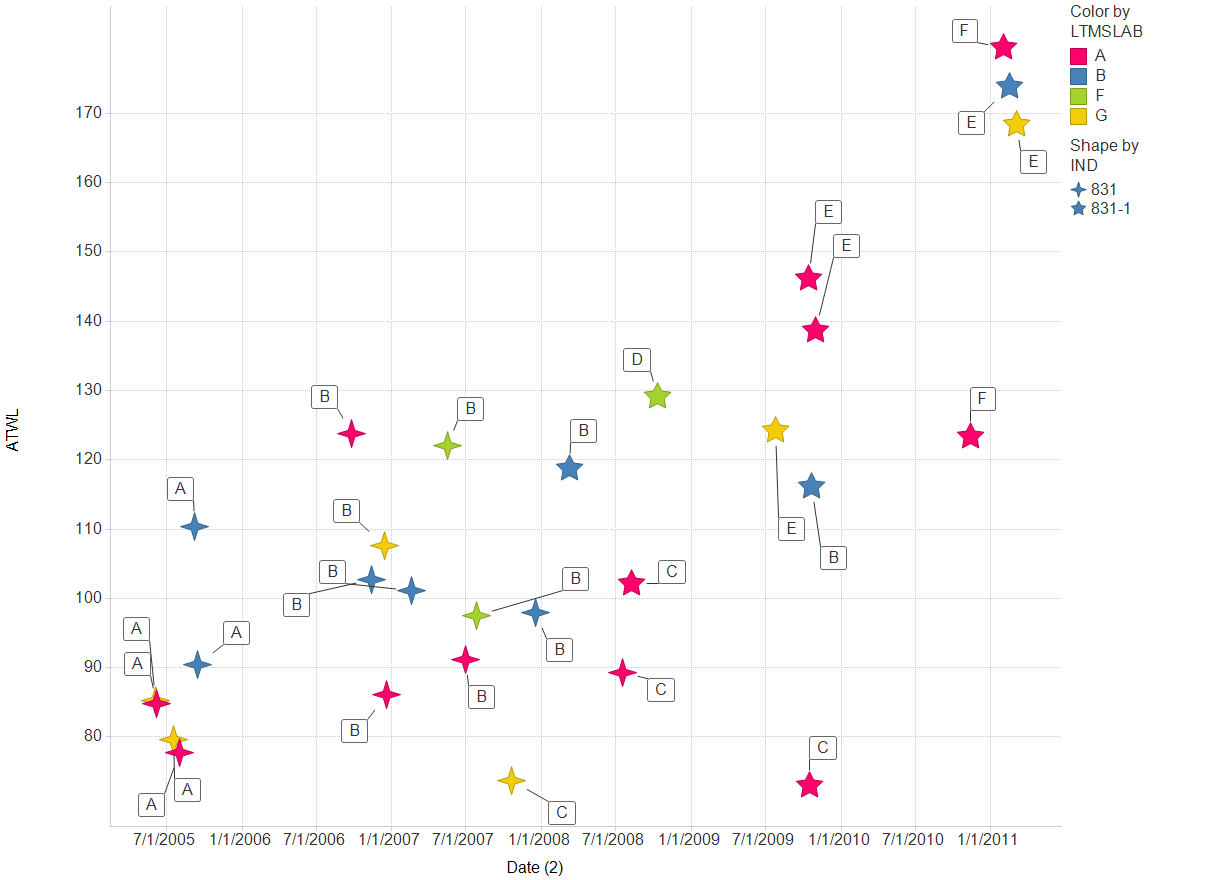 F
Color by
LTMSLAB
A
B
F
G
170
E
E
Shape by
IND
831
831-1
160
E
150
E
140
D
130
B
B
B
F
120
A
B
110
E
B
B
B
C
B
100
B
A
A
A
B
90
C
B
B
80
C
A
A
C
7/1/2005
1/1/2006
7/1/2006
1/1/2007
7/1/2007
1/1/2008
7/1/2008
1/1/2009
7/1/2009
1/1/2010
7/1/2010
1/1/2011
ATWL
Date (2)